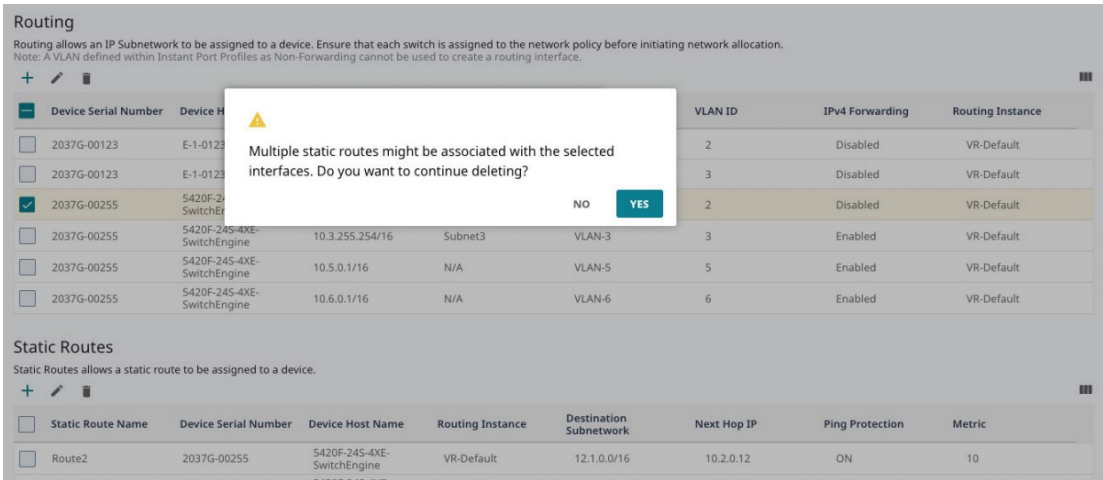 Routing
Routing allows an IP Subnetwork to be assigned to a device. Ensure that each switch is assigned to the network policy before initiating network allocation.
Note: A VLAN defined within Instant Port Profiles as Non-Forwarding cannot be used to create a routing interface.
Device Serial Number Device H VLAN ID IPv4 Forwarding Routing Instance
Multiple static routes might be associated with the selected
interfaces. Do you want to continue deleting?
NO YES
2037G-00123 E-1-0123 2 Disabled VR-Default
2037G-00123 E-1-0123 3 Disabled VR-Default
2037G-00255 5420F-24 2 Disabled VR-Default
SwitchEn
2037G-00255 5420F-24S-4XE- 10.3.255.254/16 Subnet3 VLAN-3 3 Enabled VR-Default
SwitchEngine
2037G-00255 5420F-24S-4XE- 10.5.0.1/16 N/A VLAN-5 5 Enabled VR-Default
SwitchEngine
2037G-00255 5420F-24S-4XE- 10.6.0.1/16 N/A VLAN-6 6 Enabled VR-Default
SwitchEngine
Static Routes
Static Routes allows a static route to be assigned to a device.
Static Route Name Device Serial Number Device Host Name Routing Instance Destination Next Hop IP Ping Protection Metric
Subnetwork
Route2 2037G-00255 5420F-24S-4XE- VR-Default 12.1.0.0/16 10.2.0.12 ON 10
SwitchEngine